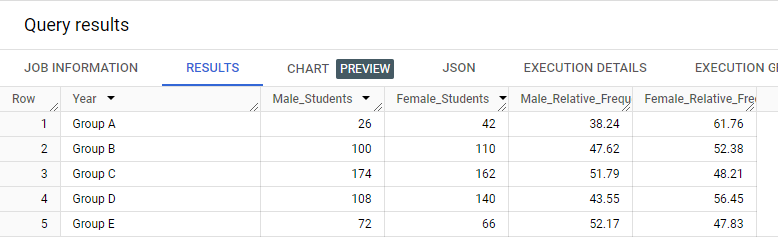 Query results
JOB INFORMATION RESULTS CHART PREVIEW JSON EXECUTION DETAILS EXECUTION G
Row Year Male_Students Female_Students Male_Relative_Frequ Female_Relative_Fre
1 Group A 26 42 38.24 61.76
2 Group B 100 110 47.62 52.38
3 Group C 174 162 51.79 48.21
4 Group D 108 140 43.55 56.45
5 Group E 72 66 52.17 47.83